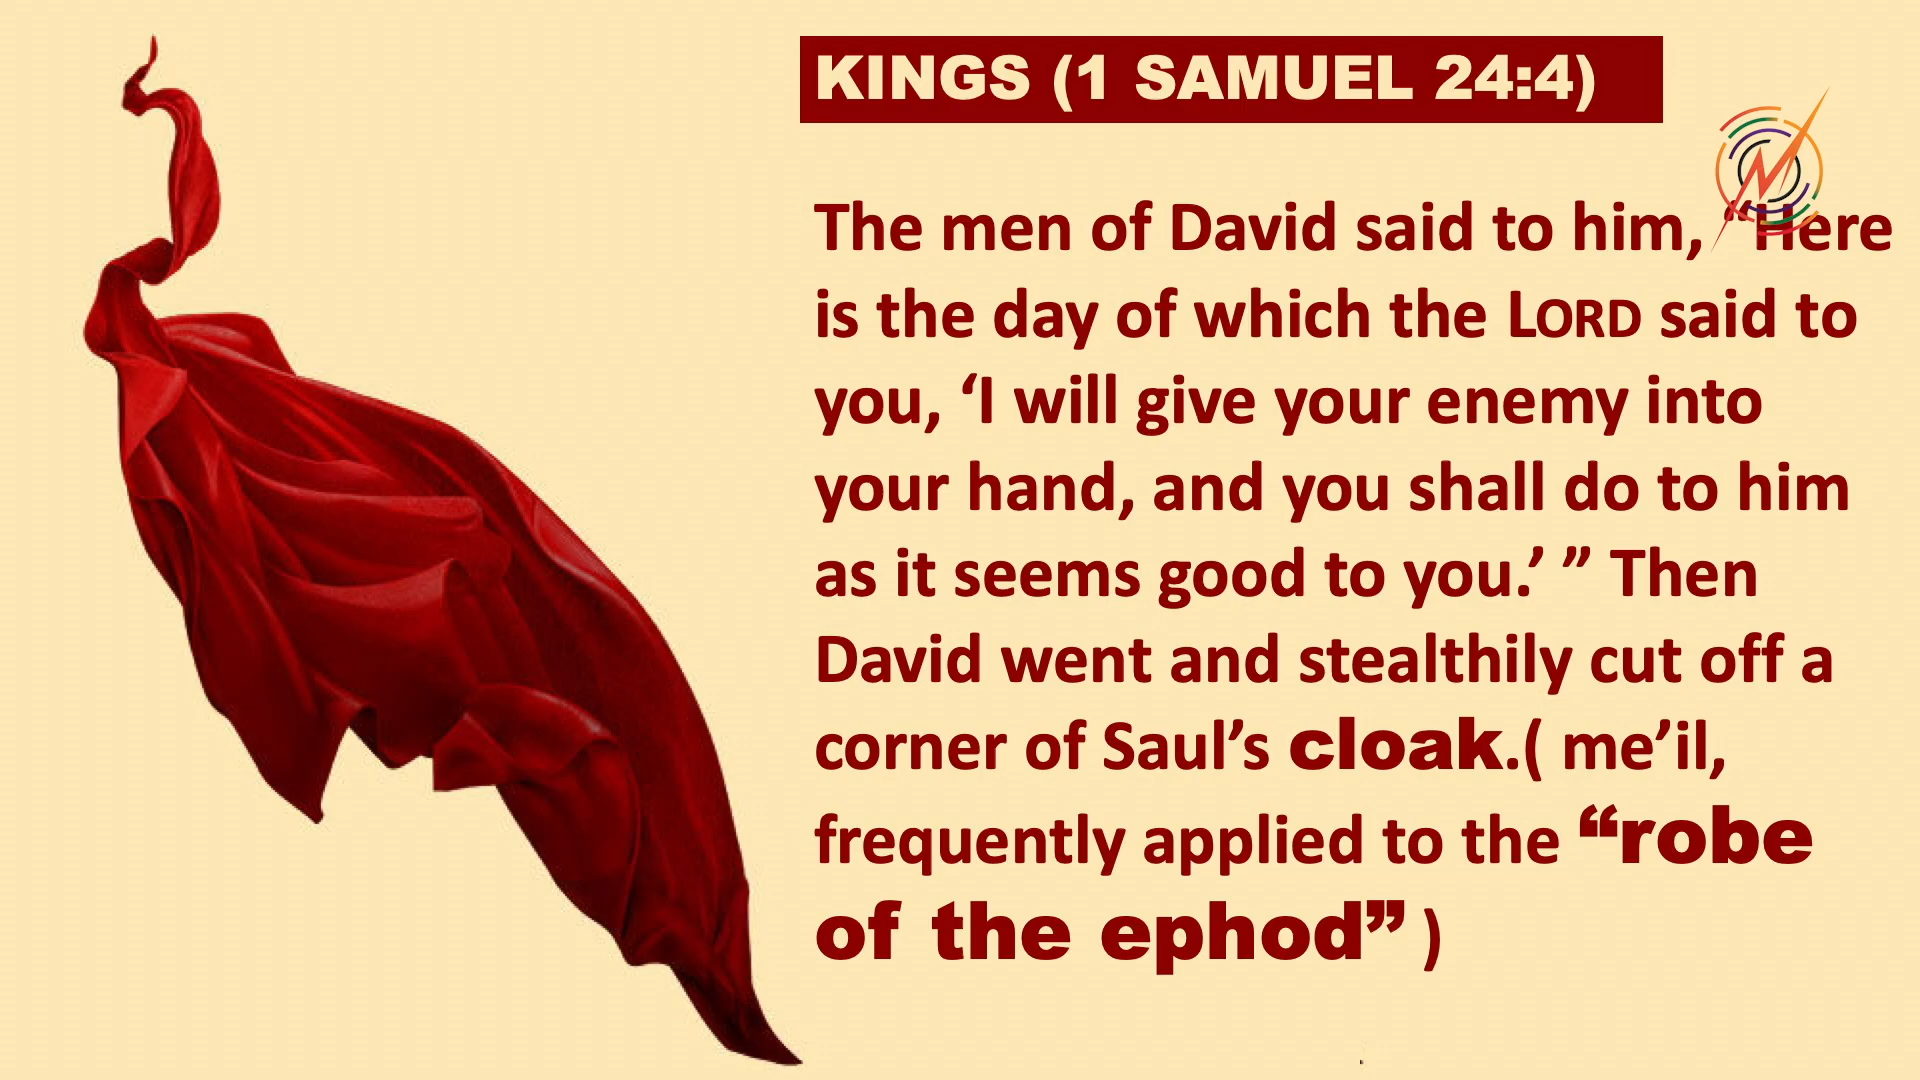 KINGS (1 SAMUEL 24:4)
The men of David said to him, “Here
is the day of which the LORD said to
you, ‘I will give your enemy into
your hand, and you shall do to him
as it seems good to you.’ ” Then
David went and stealthily cut off a
corner of Saul’s cloak.( me’il,
frequently applied to the “robe
of the ephod” )